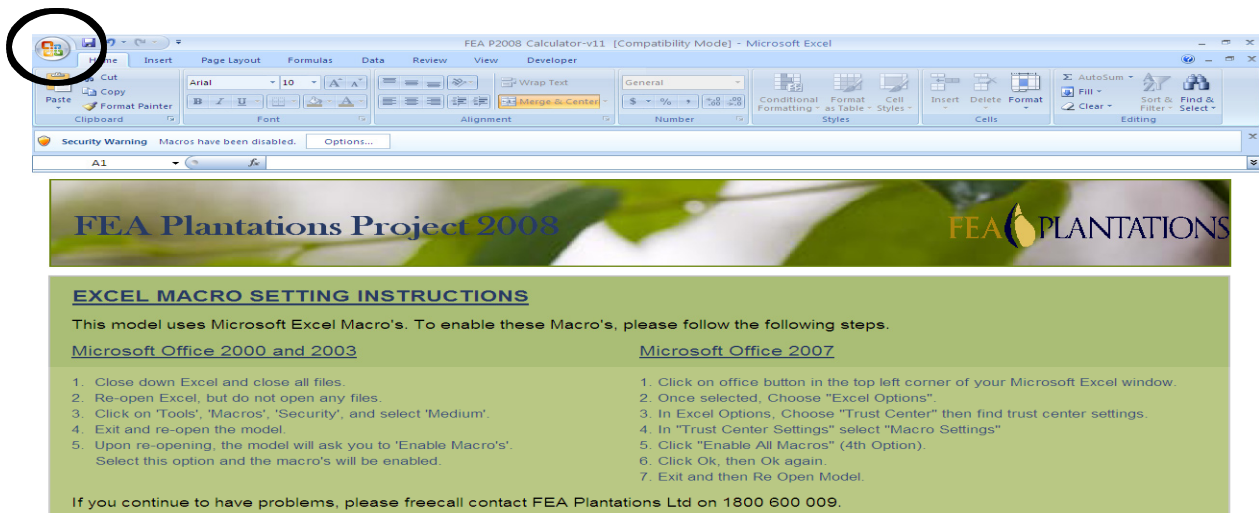 FEA P2008 Calculator-v11 [Compatibility Mode] - Microsoft Excel
Home Insert Page Layout Formulas Data Review View Developer
Paste
Cut
Copy
Format Painter
Clipboard
Arial 10
B I U
Font
Wrap Text
Merge & Center
Alignment
General
$ % ,
Number
Conditional Formatting
Format as Table
Cell Styles
Styles
Insert Delete Format
Cells
Σ AutoSum
Fill
Clear
Sort & Filter
Find & Select
Editing
Security Warning Macros have been disabled. Options...
A1 fx
FEA Plantations Project 2008
FEA PLANTATIONS
EXCEL MACRO SETTING INSTRUCTIONS
This model uses Microsoft Excel Macro's. To enable these Macro's, please follow the following steps.
Microsoft Office 2000 and 2003
1. Close down Excel and close all files.
2. Re-open Excel, but do not open any files.
3. Click on 'Tools', 'Macros', 'Security', and select 'Medium'.
4. Exit and re-open the model.
5. Upon re-opening, the model will ask you to 'Enable Macro's'.
Select this option and the macro's will be enabled.
Microsoft Office 2007
1. Click on office button in the top left corner of your Microsoft Excel window.
2. Once selected, Choose "Excel Options".
3. In Excel Options, Choose "Trust Center" then find trust center settings.
4. In "Trust Center Settings" select "Macro Settings"
5. Click "Enable All Macros" (4th Option).
6. Click Ok, then Ok again.
7. Exit and then Re Open Model.
If you continue to have problems, please freecall contact FEA Plantations Ltd on 1800 600 009.